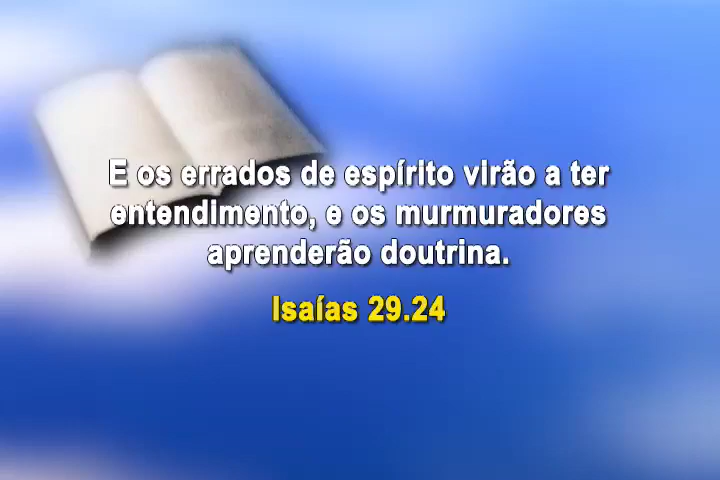 E os errados de espírito virão a ter
entendimento, e os murmuradores
aprenderão doutrina.
Isaías 29.24